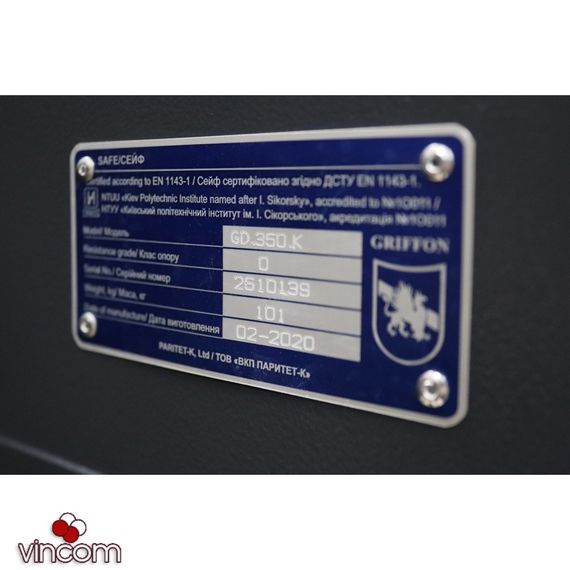 SAFE/СЕЙФ
Certified according to EN 1143-1 / Сейф сертифіковано згідно ДСТУ EN 1143-1.
NTUU «Kiev Polytechnic Institute named after I. Sikorsky», accredited to №1O011 /
НТУУ «Київський політехнічний інститут ім. І. Сікорського», акредитація №1O011
Model/ Модель GD.350.K
Resistance grade/ Клас опору 0
Serial No./ Серійний номер
Weight, kg/ Маса, кг 101
Date of manufacture/ Дата виготовлення 02-2020
GRIFFON
PARITET-K, Ltd / ТОВ «ВКП ПАРИТЕТ-К»
vincom